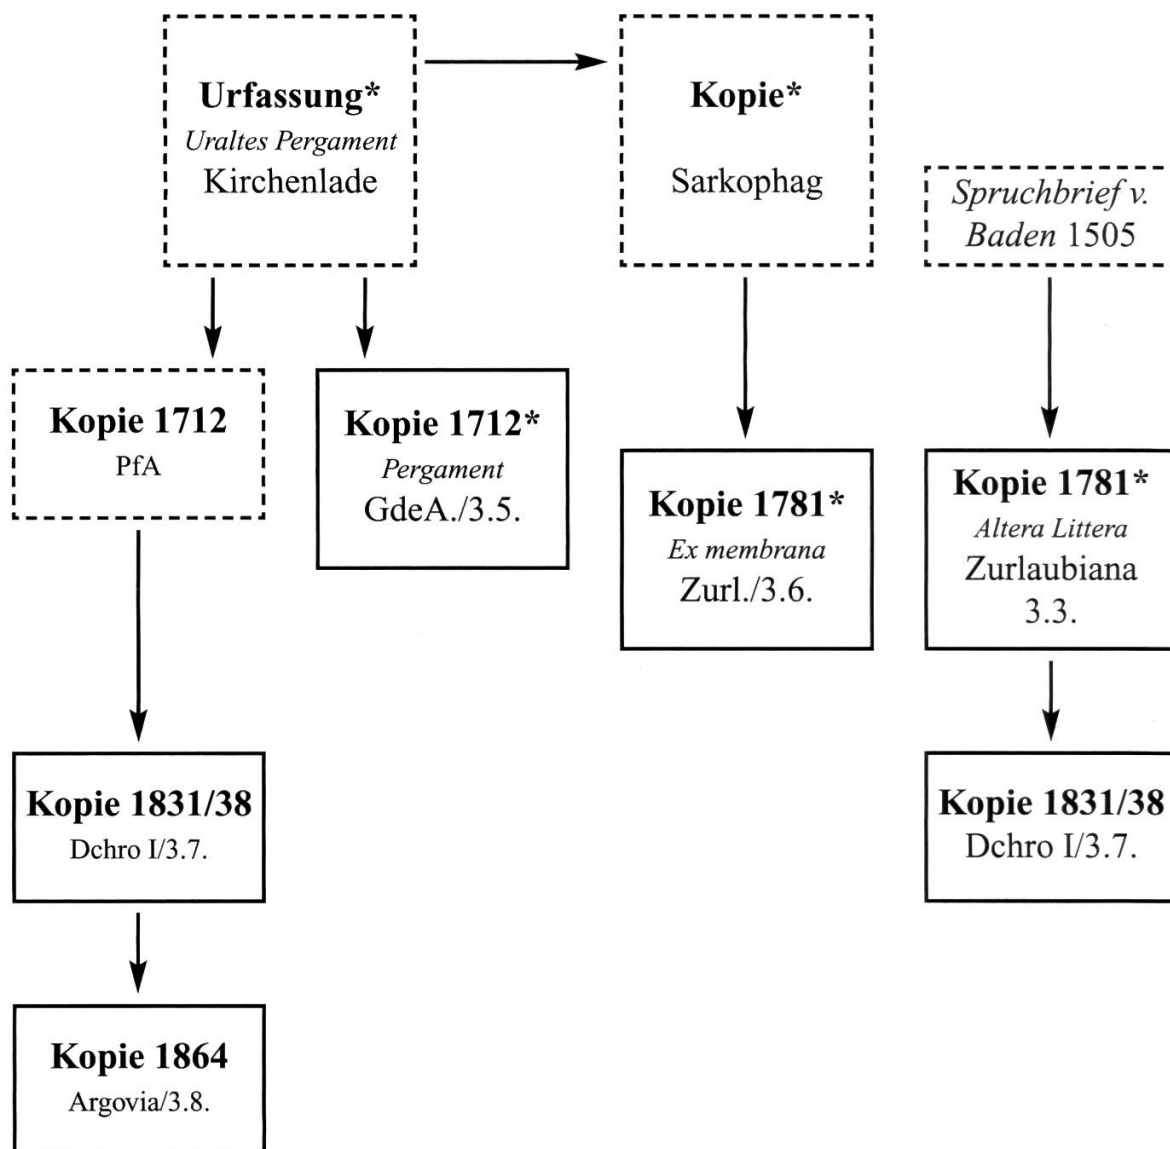 Urfassung*
Uraltes Pergament
Kirchenlade
Kopie*
Sarkophag
Spruchbrief v.
Baden 1505
Kopie 1712
PfA
Kopie 1712*
Pergament
GdeA./3.5.
Kopie 1781*
Ex membrana
Zurl./3.6.
Kopie 1781*
Altera Littera
Zurlaubiana
3.3.
Kopie 1831/38
Dchro I/3.7.
Kopie 1831/38
Dchro I/3.7.
Kopie 1864
Argovia/3.8.